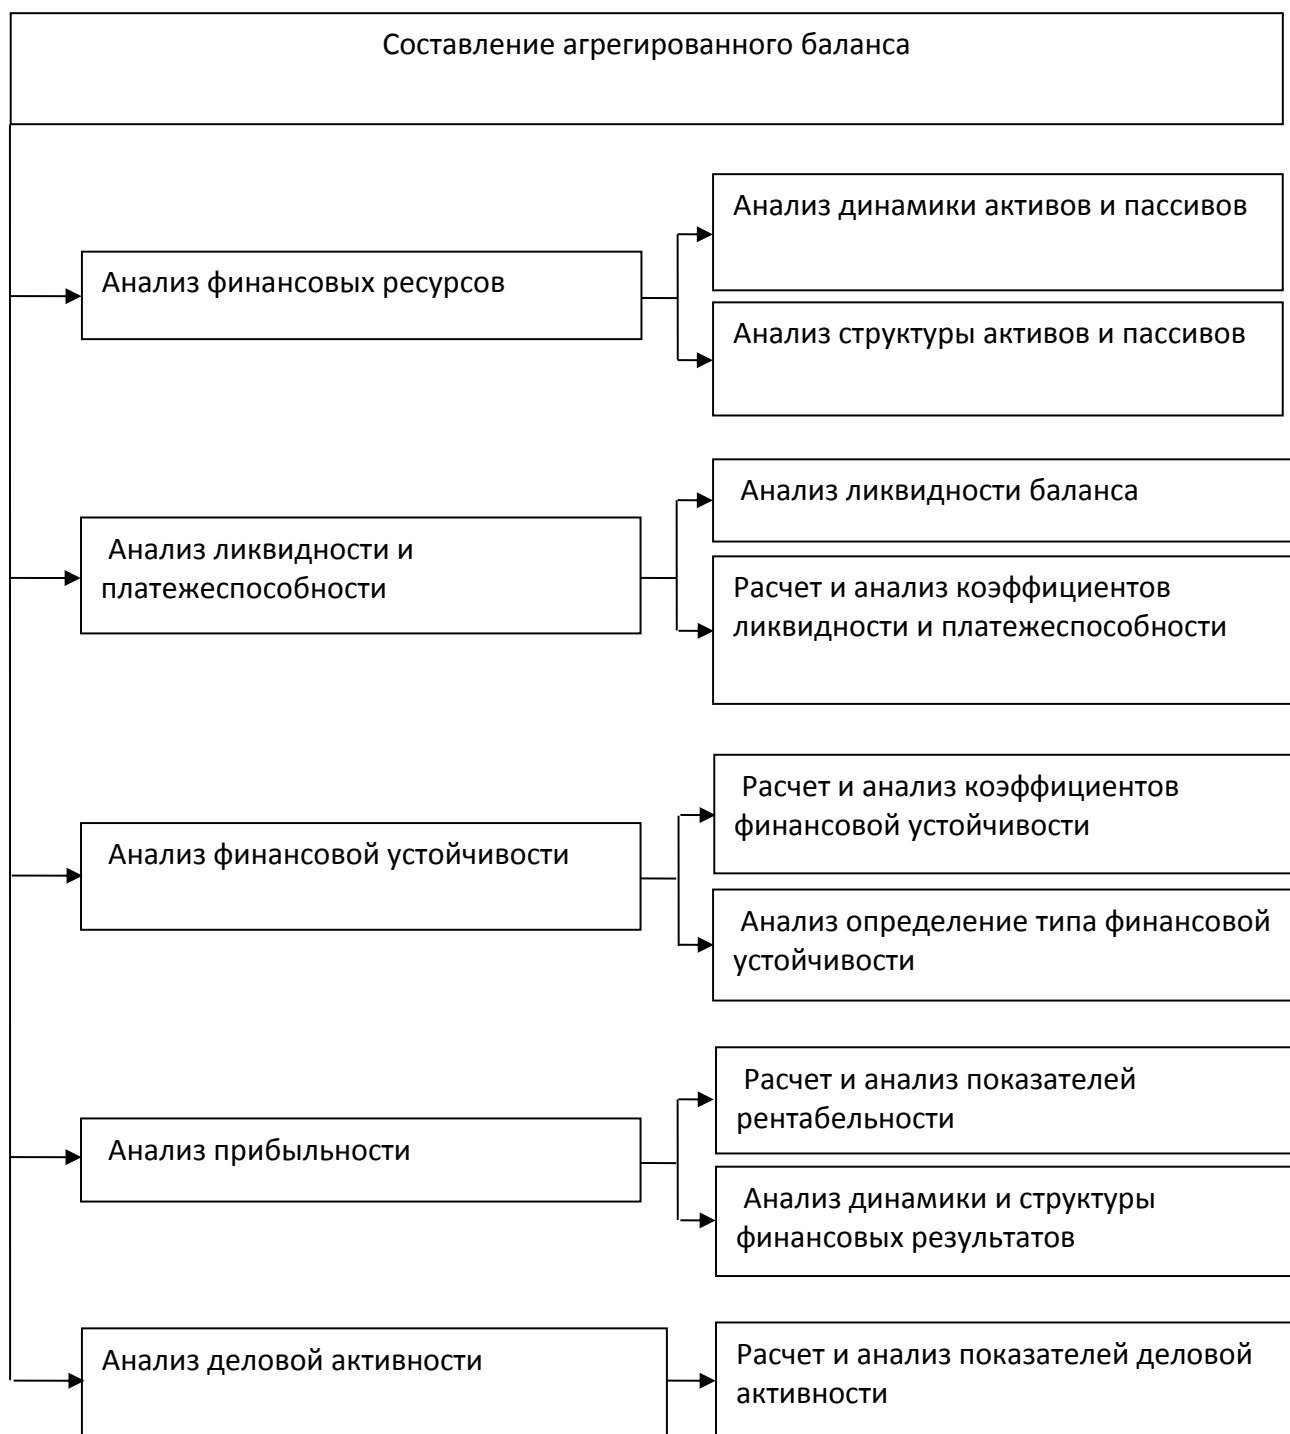 Составление агрегированного баланса
Анализ финансовых ресурсов
Анализ динамики активов и пассивов
Анализ структуры активов и пассивов
Анализ ликвидности и
платежеспособности
Анализ ликвидности баланса
Расчет и анализ коэффициентов
ликвидности и платежеспособности
Анализ финансовой устойчивости
Расчет и анализ коэффициентов
финансовой устойчивости
Анализ определение типа финансовой
устойчивости
Анализ прибыльности
Расчет и анализ показателей
рентабельности
Анализ динамики и структуры
финансовых результатов
Анализ деловой активности
Расчет и анализ показателей деловой
активности